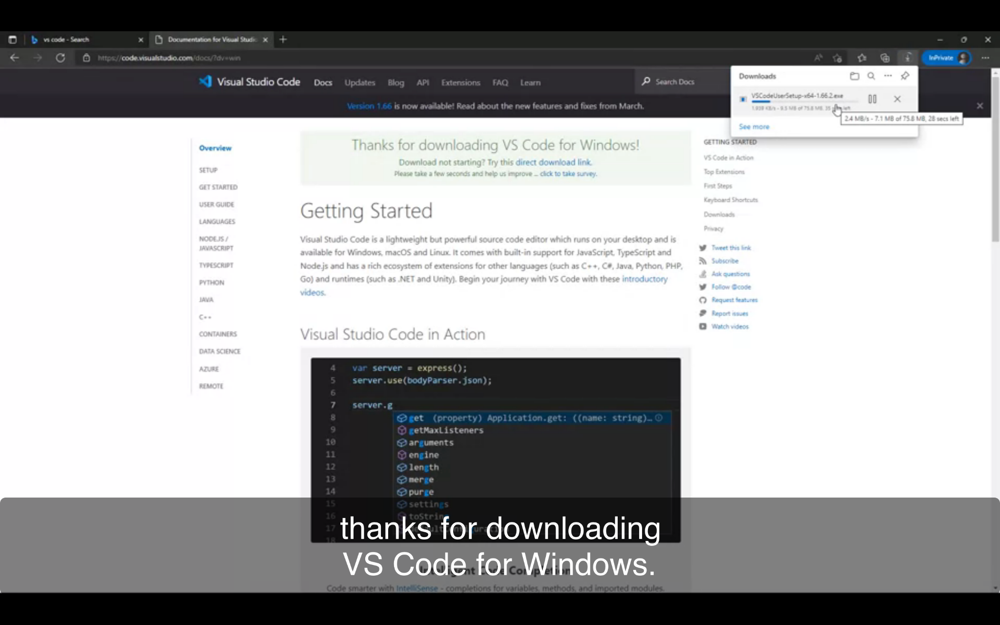 vs code - Search
Documentation for Visual Studi
https://code.visualstudio.com/docs/?dv=win
InPrivate
Visual Studio Code
Docs
Updates
Blog
API
Extensions
FAQ
Learn
Search Docs
Downloads
VSCodeUserSetup-x64-1.66.2.exe
1.939 KB/s - 9.5 MB of 75.8 MB, 35 left
2.4 MB/s - 7.1 MB of 75.8 MB, 28 secs left
See more
Version 1.66 is now available! Read about the new features and fixes from March.
Overview
SETUP
GET STARTED
USER GUIDE
LANGUAGES
NODE.JS /
JAVASCRIPT
TYPESCRIPT
PYTHON
JAVA
C++
CONTAINERS
DATA SCIENCE
AZURE
REMOTE
Thanks for downloading VS Code for Windows!
Download not starting? Try this direct download link.
Please take a few seconds and help us improve ... click to take survey.
Getting Started
Visual Studio Code is a lightweight but powerful source code editor which runs on your desktop and is
available for Windows, macOS and Linux. It comes with built-in support for JavaScript, TypeScript and
Node.js and has a rich ecosystem of extensions for other languages (such as C++, C#, Java, Python, PHP,
Go) and runtimes (such as .NET and Unity). Begin your journey with VS Code with these introductory
videos.
Visual Studio Code in Action
4 var server = express();
5 server.use(bodyParser.json);
6
7 server.g
8 get (property) Application.get: ((name: string)…
9 getMaxListeners
10 arguments
11 engine
12 length
13 merge
14 purge
15 settings
16 toString
17
18
Intelligent Code Completion
Code smarter with IntelliSense - completions for variables, methods, and imported modules.
GETTING STARTED
VS Code in Action
Top Extensions
First Steps
Keyboard Shortcuts
Downloads
Privacy
Tweet this link
Subscribe
Ask questions
Follow @code
Request features
Report issues
Watch videos
thanks for downloading
VS Code for Windows.